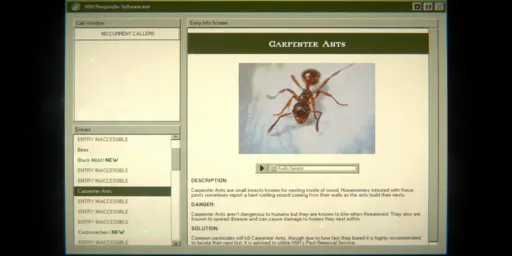 HSH Responder Software.exe
Call Window
NO CURRENT CALLERS
Entries
ENTRY INACCESSIBLE
Bees
Black Mold NEW
ENTRY INACCESSIBLE
ENTRY INACCESSIBLE
Carpenter Ants
ENTRY INACCESSIBLE
ENTRY INACCESSIBLE
ENTRY INACCESSIBLE
Cockroaches NEW
ENTRY INACCESSIBLE
Entry Info Screen
CARPENTER ANTS
Audio Sample
DESCRIPTION:
Carpenter Ants are small insects known for nesting inside of wood. Homeowners infested with these
pests sometimes report a faint rustling sound coming from their walls as the ants build their nests.
DANGER:
Carpenter Ants aren't dangerous to humans but they are known to bite when threatened. They also are
known to spread disease and can cause damage to homes they nest within.
SOLUTION:
Common pesticides will kill Carpenter Ants, though due to how fast they breed it is highly recommended
to locate their nest first. It is advised to utilize HSH's Pest Removal Service.